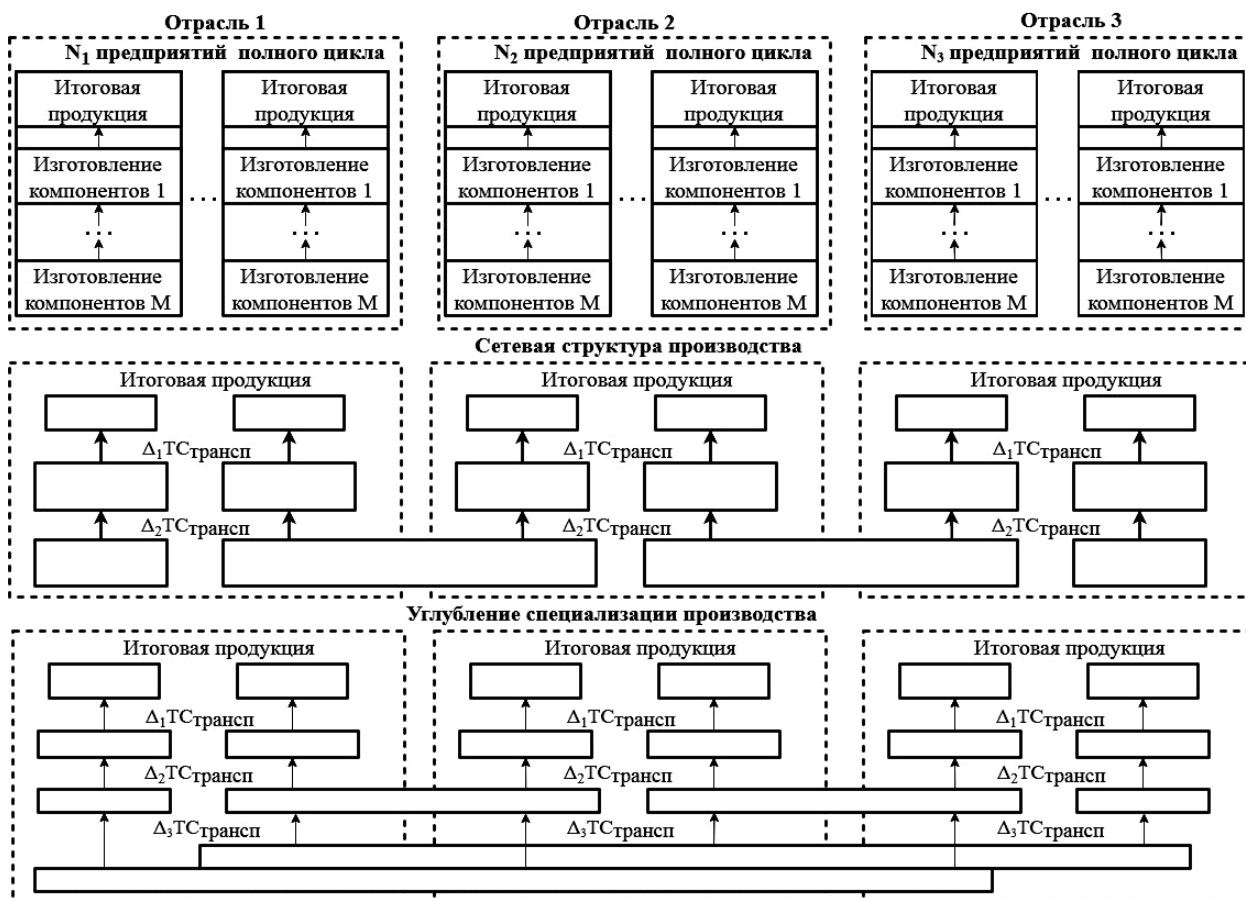 Отрасль 1
Отрасль 2
Отрасль 3
N₁ предприятий полного цикла
N₂ предприятий полного цикла
N₃ предприятий полного цикла
Итоговая
продукция
Итоговая
продукция
Итоговая
продукция
Итоговая
продукция
Итоговая
продукция
Итоговая
продукция
Изготовление
компонентов 1
...
Изготовление
компонентов 1
Изготовление
компонентов 1
...
Изготовление
компонентов 1
Изготовление
компонентов 1
...
Изготовление
компонентов 1
...
...
...
...
...
...
Изготовление
компонентов М
Изготовление
компонентов М
Изготовление
компонентов М
Изготовление
компонентов М
Изготовление
компонентов М
Изготовление
компонентов М
Сетевая структура производства
Итоговая продукция
Итоговая продукция
Итоговая продукция
Δ₁TCтрансп
Δ₁TCтрансп
Δ₁TCтрансп
Δ₂TCтрансп
Δ₂TCтрансп
Δ₂TCтрансп
Углубление специализации производства
Итоговая продукция
Итоговая продукция
Итоговая продукция
Δ₁TCтрансп
Δ₁TCтрансп
Δ₁TCтрансп
Δ₂TCтрансп
Δ₂TCтрансп
Δ₂TCтрансп
Δ₃TCтрансп
Δ₃TCтрансп
Δ₃TCтрансп